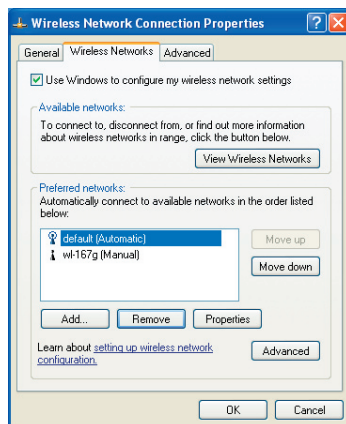 Wireless Network Connection Properties
General Wireless Networks Advanced
Use Windows to configure my wireless network settings
Available networks:
To connect to, disconnect from, or find out more information
about wireless networks in range, click the button below.
View Wireless Networks
Preferred networks:
Automatically connect to available networks in the order listed
below:
default (Automatic)
wl-167g (Manual)
Move up
Move down
Add... Remove Properties
Learn about setting up wireless network
configuration.
Advanced
OK Cancel